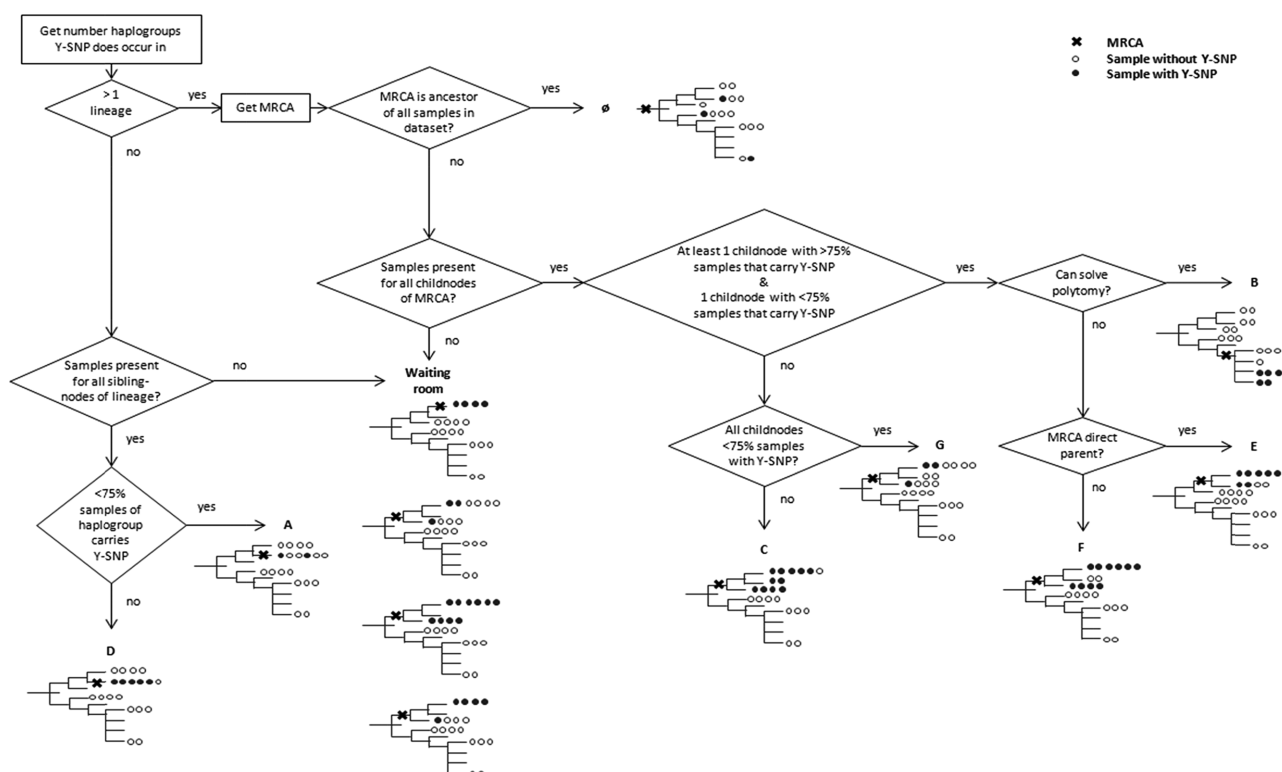 Get number haplogroups
Y-SNP does occur in
MRCA
Sample without Y-SNP
Sample with Y-SNP
> 1
lineage
yes
Get MRCA
MRCA is ancestor
of all samples in
dataset?
yes
ø
no
no
Samples present
for all childnodes
of MRCA?
yes
At least 1 childnode with >75%
samples that carry Y-SNP
&
1 childnode with <75%
samples that carry Y-SNP
yes
Can solve
polytomy?
yes
B
no
no
no
Samples present
for all sibling-
nodes of lineage?
no
Waiting
room
yes
All childnodes
<75% samples
with Y-SNP?
yes
G
MRCA direct
parent?
yes
E
no
no
<75%
samples of
haplogroup
carries
Y-SNP
yes
A
C
F
no
D